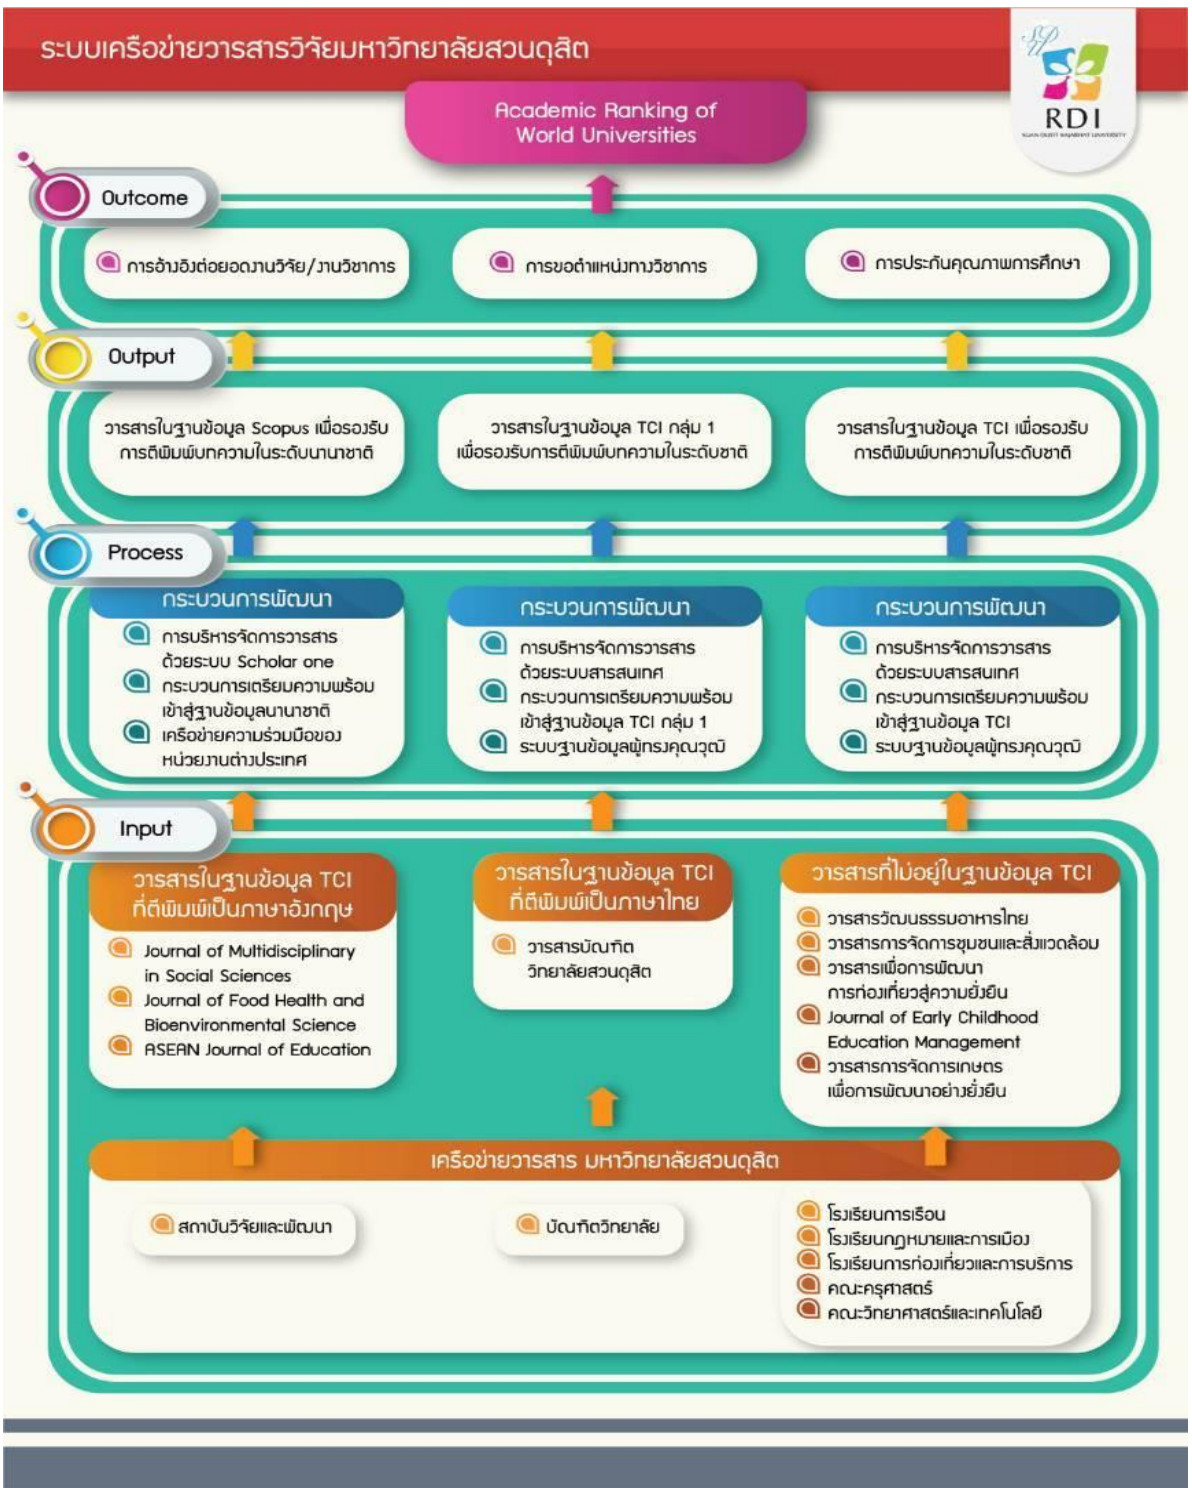 ระบบเครือข่ายวารสารวิจัยมหาวิทยาลัยสวนดุสิต
SDU
RDI
SUAN DUSIT RAJABHAT UNIVERSITY
Academic Ranking of
World Universities
Outcome
การอ้างอิงต่อยอดงานวิจัย/งานวิชาการ
การขอตำแหน่งทางวิชาการ
การประกันคุณภาพการศึกษา
Output
วารสารในฐานข้อมูล Scopus เพื่อรองรับ
การตีพิมพ์บทความในระดับนานาชาติ
วารสารในฐานข้อมูล TCI กลุ่ม 1
เพื่อรองรับการตีพิมพ์บทความในระดับชาติ
วารสารในฐานข้อมูล TCI เพื่อรองรับ
การตีพิมพ์บทความในระดับชาติ
Process
กระบวนการพัฒนา
การบริหารจัดการวารสาร
ด้วยระบบ Scholar one
กระบวนการเตรียมความพร้อม
เข้าสู่ฐานข้อมูลนานาชาติ
เครือข่ายความร่วมมือของ
หน่วยงานต่างประเทศ
กระบวนการพัฒนา
การบริหารจัดการวารสาร
ด้วยระบบสารสนเทศ
กระบวนการเตรียมความพร้อม
เข้าสู่ฐานข้อมูล TCI กลุ่ม 1
ระบบฐานข้อมูลผู้ทรงคุณวุฒิ
กระบวนการพัฒนา
การบริหารจัดการวารสาร
ด้วยระบบสารสนเทศ
กระบวนการเตรียมความพร้อม
เข้าสู่ฐานข้อมูล TCI
ระบบฐานข้อมูลผู้ทรงคุณวุฒิ
Input
วารสารในฐานข้อมูล TCI
ที่ตีพิมพ์เป็นภาษาอังกฤษ
Journal of Multidisciplinary
in Social Sciences
Journal of Food Health and
Bioenvironmental Science
ASEAN Journal of Education
วารสารในฐานข้อมูล TCI
ที่ตีพิมพ์เป็นภาษาไทย
วารสารบัณฑิต
วิทยาลัยสวนดุสิต
วารสารที่ไม่อยู่ในฐานข้อมูล TCI
วารสารวัฒนธรรมอาหารไทย
วารสารการจัดการชุมชนและสิ่งแวดล้อม
วารสารเพื่อการพัฒนา
การท่องเที่ยวสู่ความยั่งยืน
Journal of Early Childhood
Education Management
วารสารการจัดการเกษตร
เพื่อการพัฒนาอย่างยั่งยืน
เครือข่ายวารสาร มหาวิทยาลัยสวนดุสิต
สถาบันวิจัยและพัฒนา
บัณฑิตวิทยาลัย
โรงเรียนการเรือน
โรงเรียนกฎหมายและการเมือง
โรงเรียนการท่องเที่ยวและการบริการ
คณะครุศาสตร์
คณะวิทยาศาสตร์และเทคโนโลยี